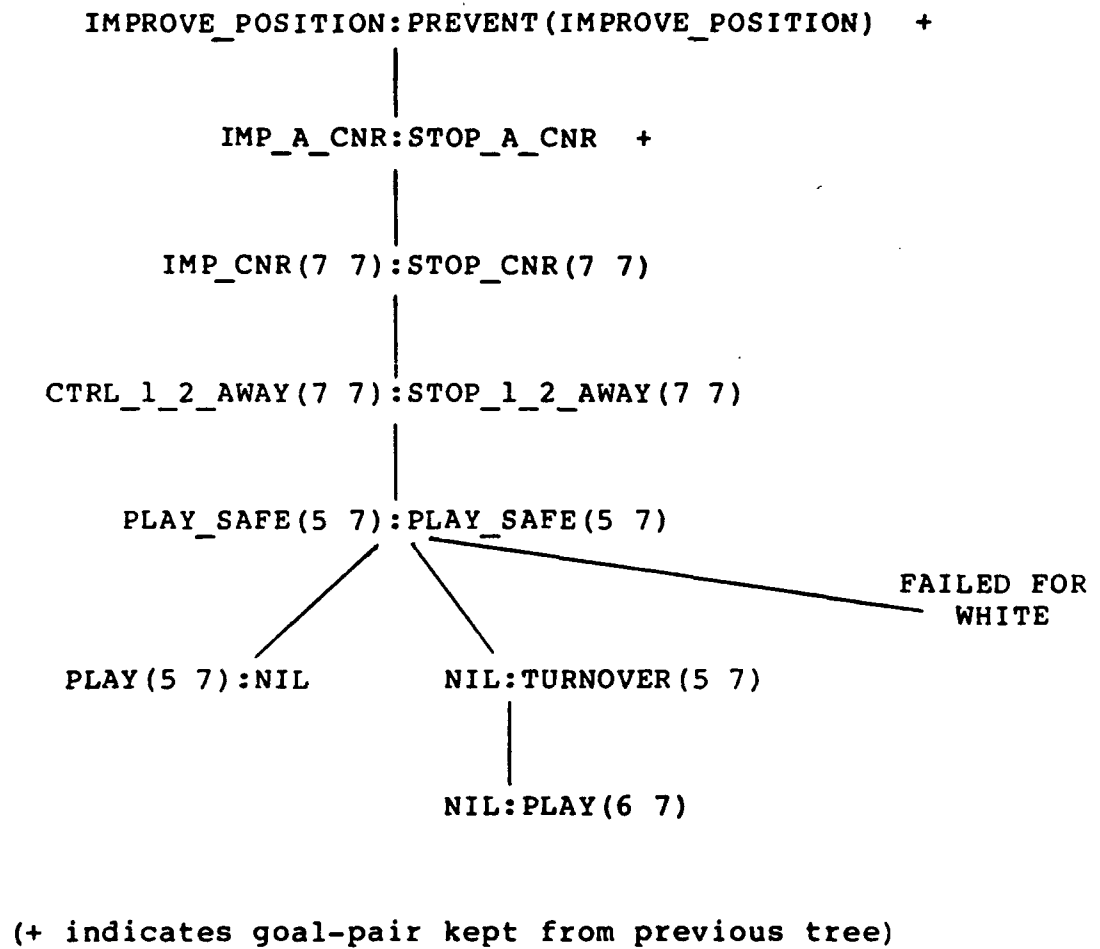 IMPROVE_POSITION:PREVENT(IMPROVE_POSITION) +
IMP_A_CNR:STOP_A_CNR +
IMP_CNR(7 7):STOP_CNR(7 7)
CTRL_1_2_AWAY(7 7):STOP_1_2_AWAY(7 7)
PLAY_SAFE(5 7):PLAY_SAFE(5 7)
FAILED FOR
WHITE
PLAY(5 7):NIL NIL:TURNOVER(5 7)
NIL:PLAY(6 7)
(+ indicates goal-pair kept from previous tree)